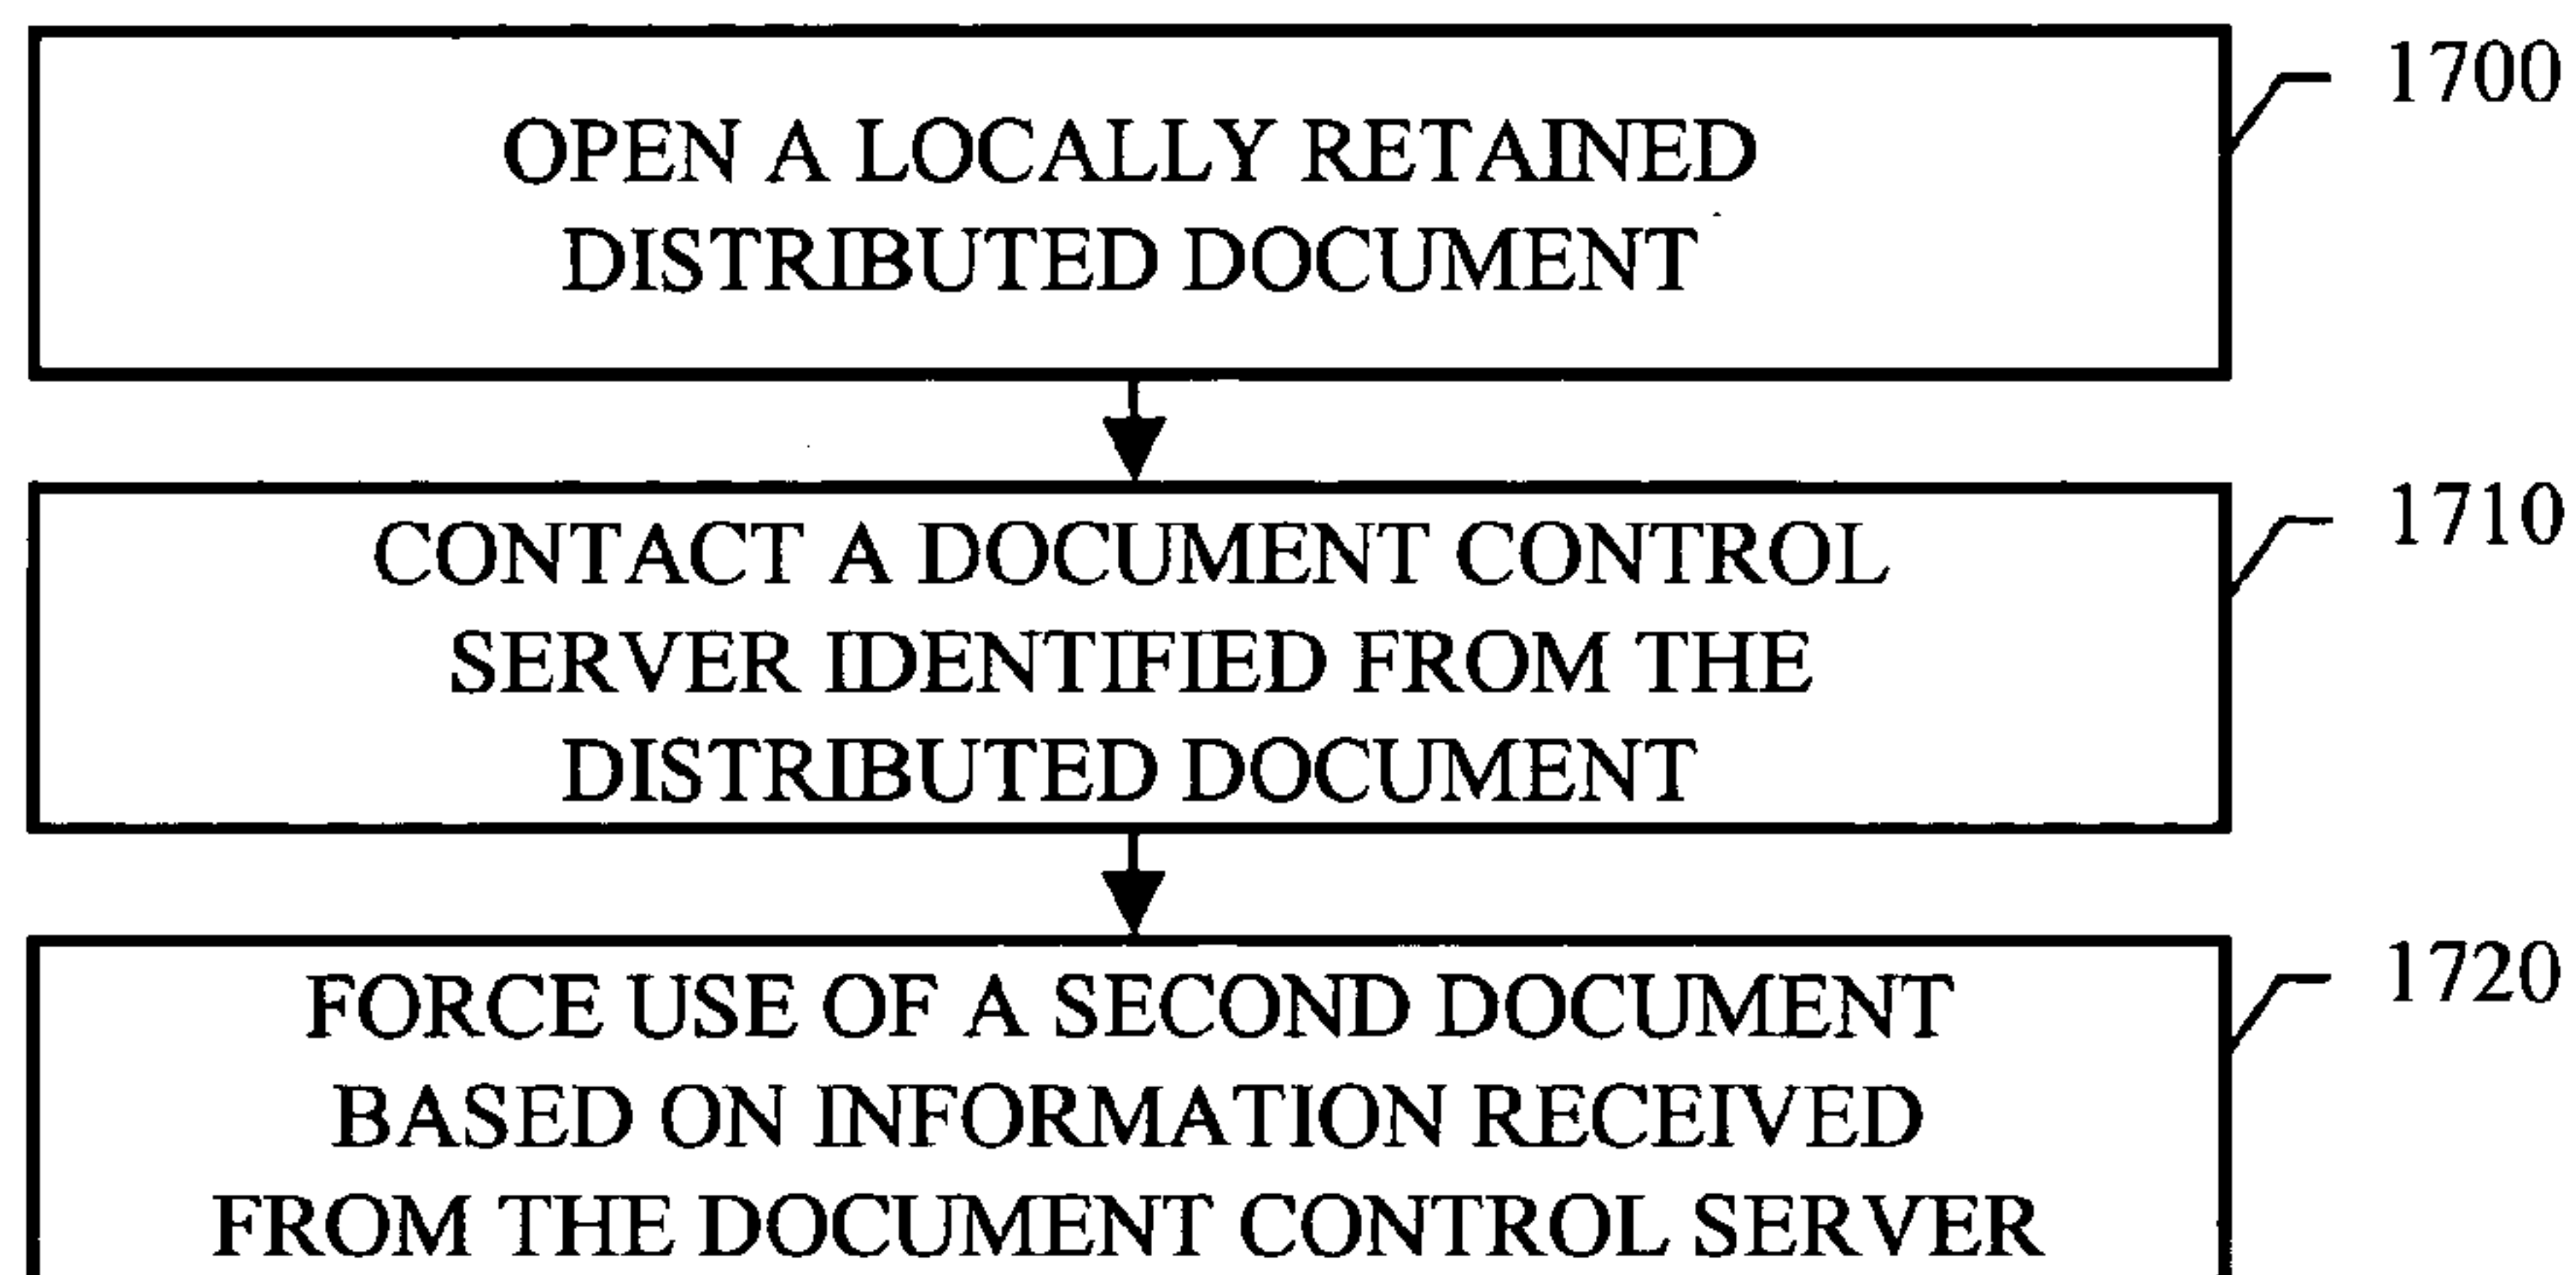 OPEN A LOCALLY RETAINED
DISTRIBUTED DOCUMENT
1700
CONTACT A DOCUMENT CONTROL
SERVER IDENTIFIED FROM THE
DISTRIBUTED DOCUMENT
1710
FORCE USE OF A SECOND DOCUMENT
BASED ON INFORMATION RECEIVED
FROM THE DOCUMENT CONTROL SERVER
1720